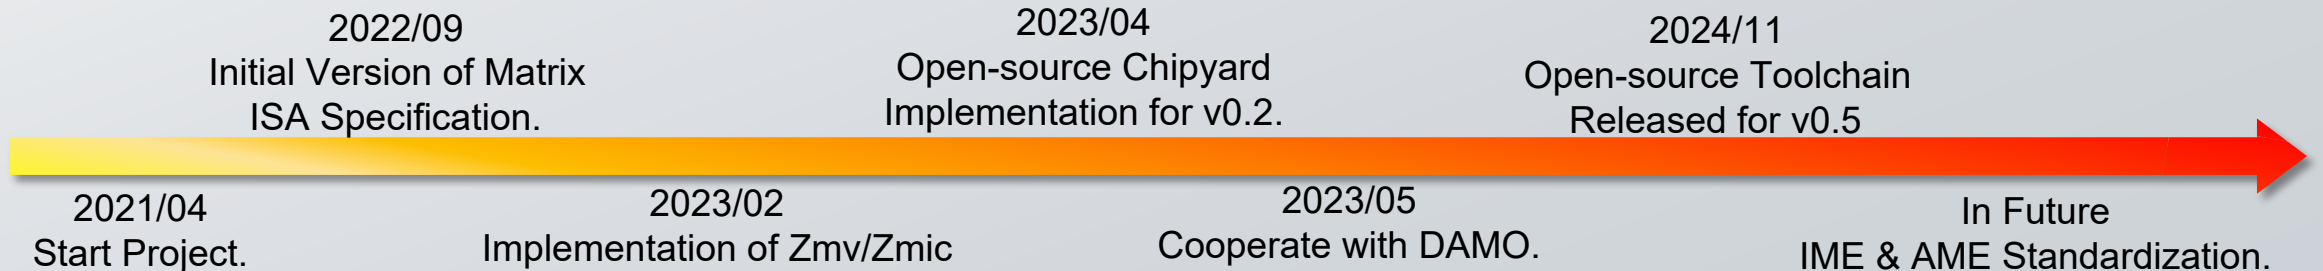 2022/09
Initial Version of Matrix
ISA Specification.
2023/04
Open-source Chipyard
Implementation for v0.2.
2024/11
Open-source Toolchain
Released for v0.5
2021/04
Start Project.
2023/02
Implementation of Zmv/Zmic
2023/05
Cooperate with DAMO.
In Future
IME & AME Standardization.